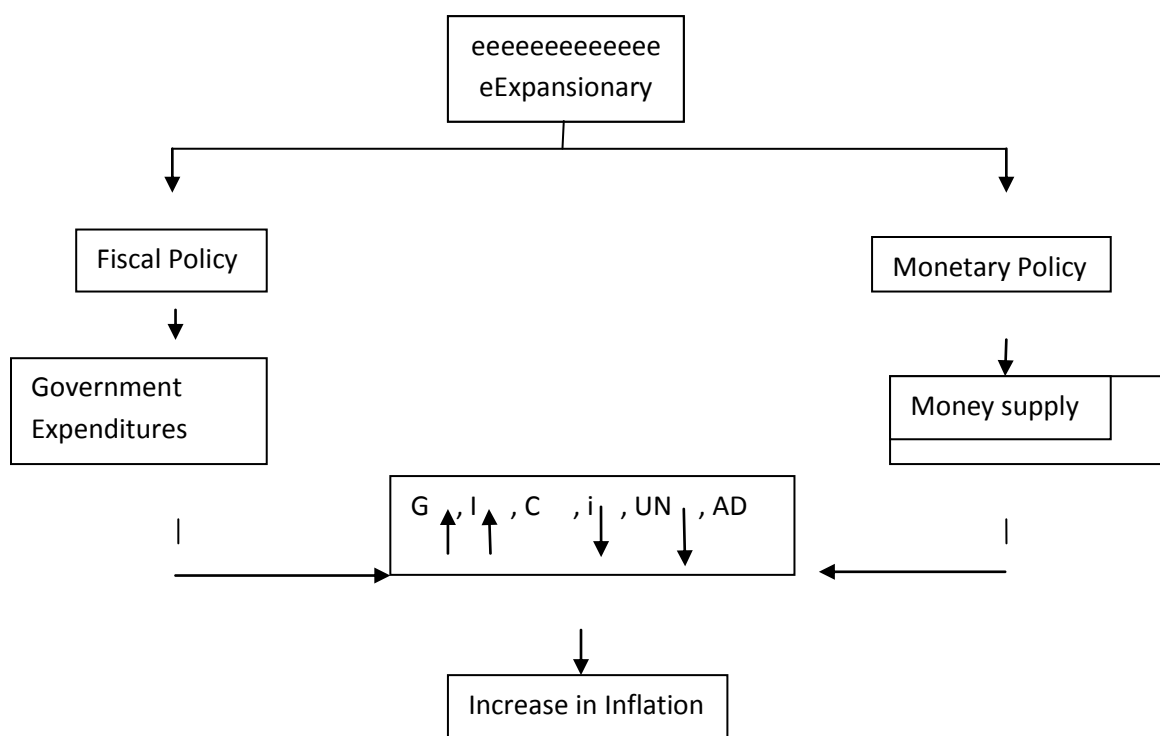 eeeeeeeeeeeee
eExpansionary
Fiscal Policy
Monetary Policy
Government
Expenditures
Money supply
G , I , C , i , UN , AD
Increase in Inflation